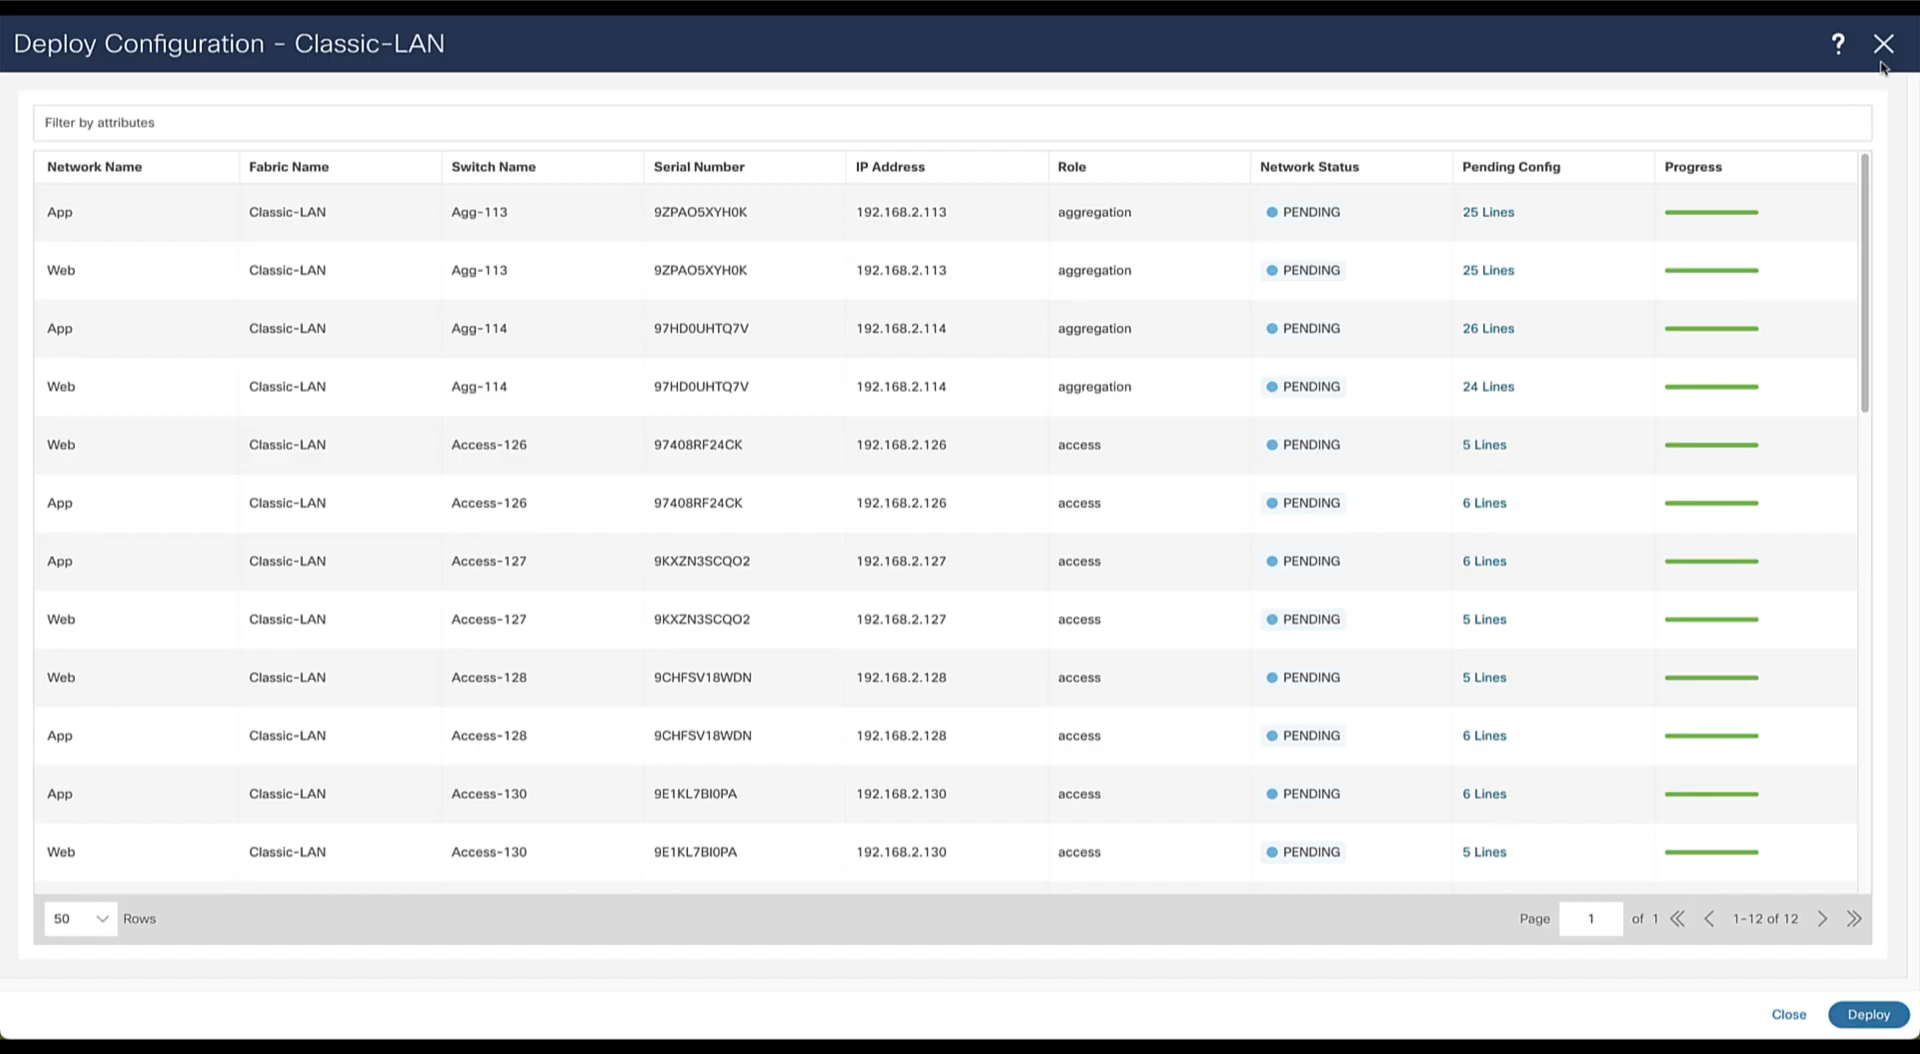 Deploy Configuration - Classic-LAN ?
Filter by attributes
Network Name Fabric Name Switch Name Serial Number IP Address Role Network Status Pending Config Progress
App Classic-LAN Agg-113 9ZPAO5XYH0K 192.168.2.113 aggregation PENDING 25 Lines
Web Classic-LAN Agg-113 9ZPAO5XYH0K 192.168.2.113 aggregation PENDING 25 Lines
App Classic-LAN Agg-114 97HD0UHTQ7V 192.168.2.114 aggregation PENDING 26 Lines
Web Classic-LAN Agg-114 97HD0UHTQ7V 192.168.2.114 aggregation PENDING 24 Lines
Web Classic-LAN Access-126 97408RF24CK 192.168.2.126 access PENDING 5 Lines
App Classic-LAN Access-126 97408RF24CK 192.168.2.126 access PENDING 6 Lines
App Classic-LAN Access-127 9KXZN3SCQO2 192.168.2.127 access PENDING 6 Lines
Web Classic-LAN Access-127 9KXZN3SCQO2 192.168.2.127 access PENDING 5 Lines
Web Classic-LAN Access-128 9CHFSV18WDN 192.168.2.128 access PENDING 5 Lines
App Classic-LAN Access-128 9CHFSV18WDN 192.168.2.128 access PENDING 6 Lines
App Classic-LAN Access-130 9E1KL7BI0PA 192.168.2.130 access PENDING 6 Lines
Web Classic-LAN Access-130 9E1KL7BI0PA 192.168.2.130 access PENDING 5 Lines
50 Rows Page 1 of 1 1-12 of 12
Close Deploy